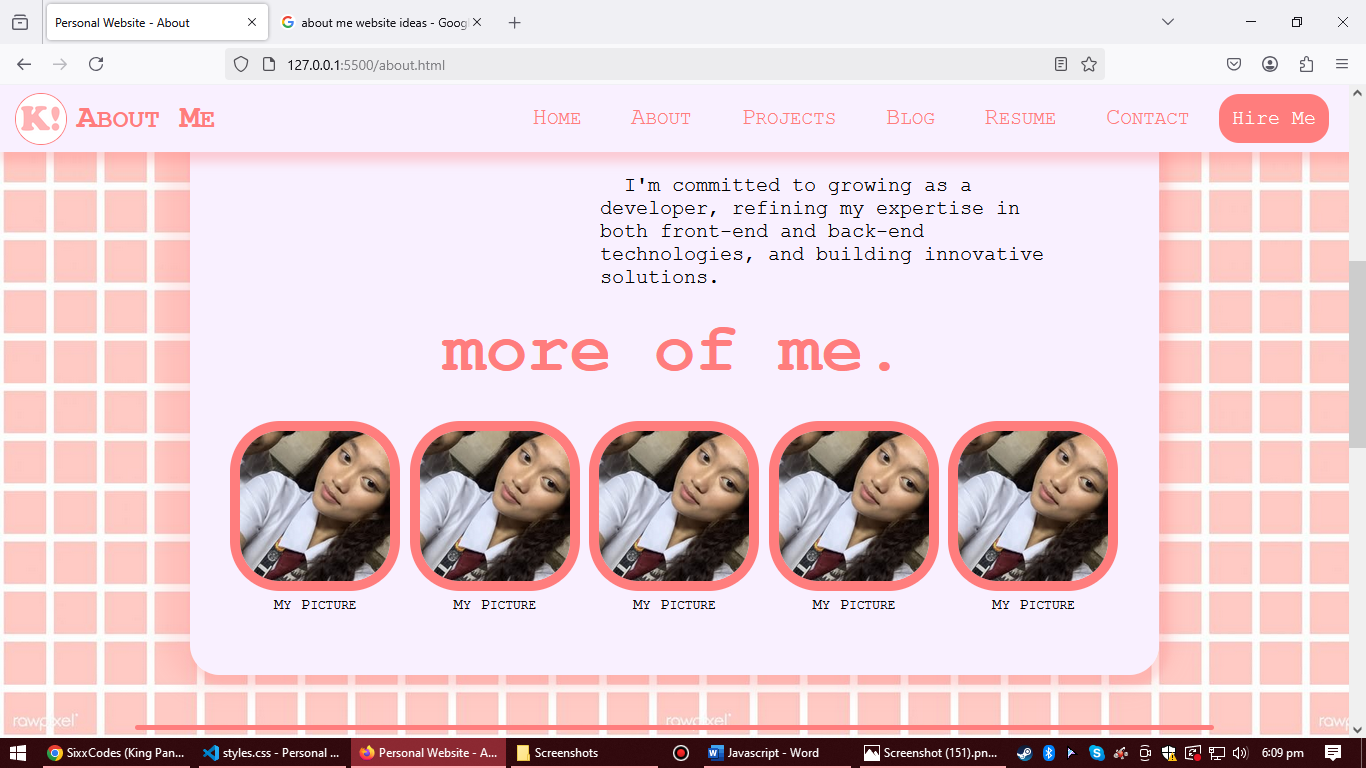 Personal Website - About
about me website ideas - Goog
127.0.0.1:5500/about.html
K! About Me
Home About Projects Blog Resume Contact Hire Me
I'm committed to growing as a
developer, refining my expertise in
both front-end and back-end
technologies, and building innovative
solutions.
more of me.
My Picture My Picture My Picture My Picture My Picture
rawpixel rawpixel rawpixel
SixxCodes (King Pan...
styles.css - Personal ...
Personal Website - A...
Screenshots
Javascript - Word
Screenshot (151).pn...
6:09 pm